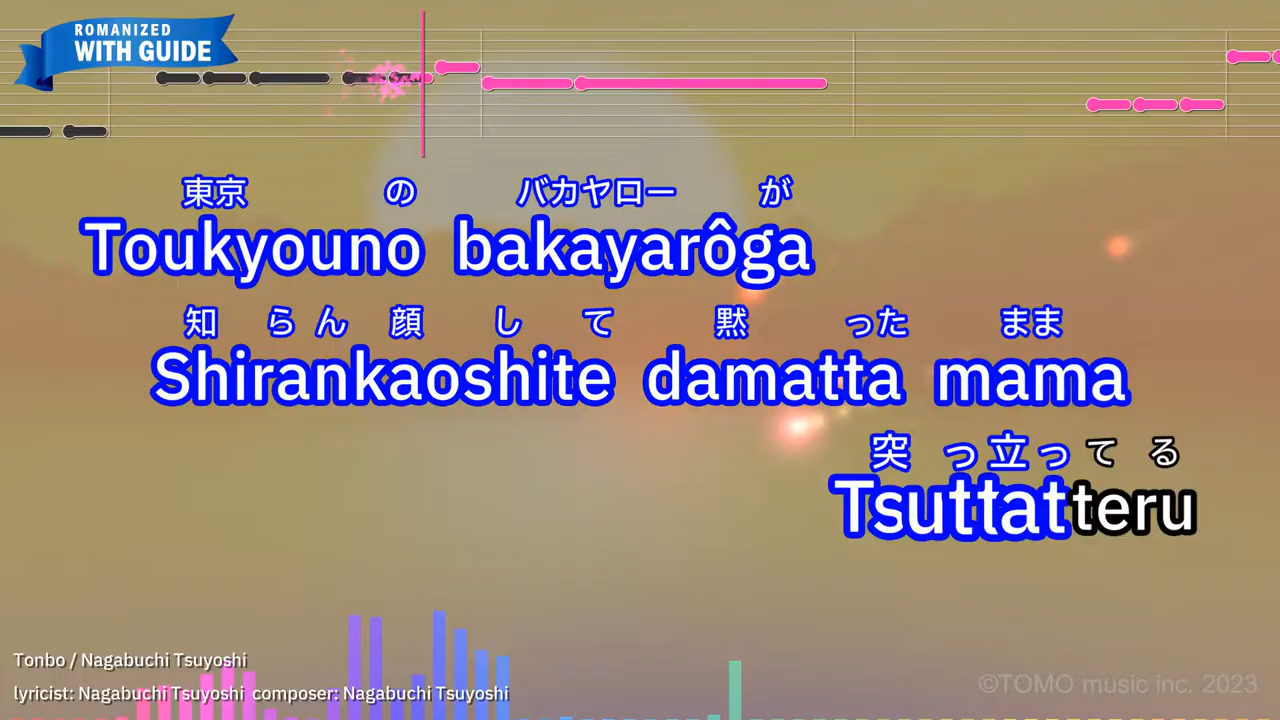 ROMANIZED
WITH GUIDE
東京のバカヤローが
Toukyouno bakayarôga
知らん顔して黙ったまま
Shirankaoshite damatta mama
突っ立ってる
Tsuttatteru
Tonbo / Nagabuchi Tsuyoshi
lyricist: Nagabuchi Tsuyoshi composer: Nagabuchi Tsuyoshi
©TOMO music inc. 2023